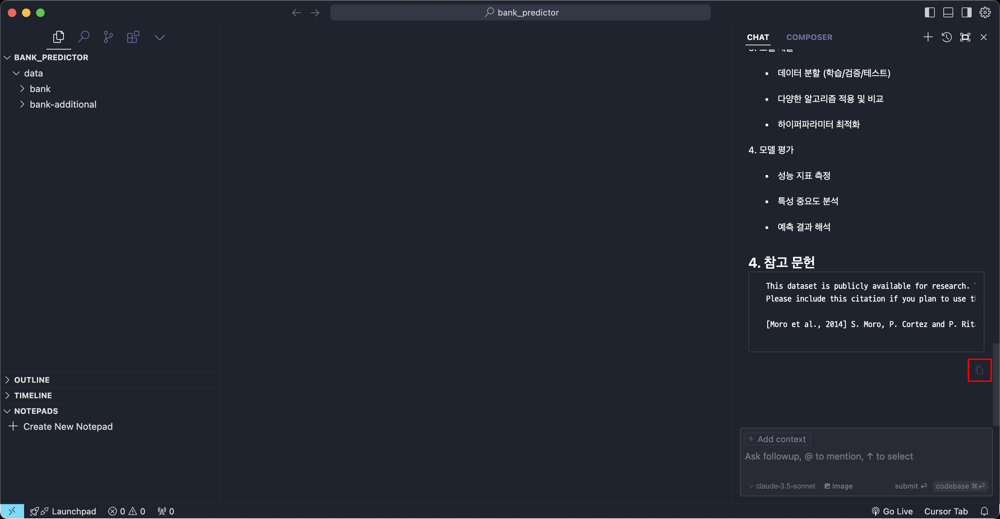 bank_predictor
BANK_PREDICTOR
data
bank
bank-additional
OUTLINE
TIMELINE
NOTEPADS
Create New Notepad
CHAT
COMPOSER
• 데이터 분할 (학습/검증/테스트)
• 다양한 알고리즘 적용 및 비교
• 하이퍼파라미터 최적화
4. 모델 평가
• 성능 지표 측정
• 특성 중요도 분석
• 예측 결과 해석
4. 참고 문헌
This dataset is publicly available for research.
Please include this citation if you plan to use
[Moro et al., 2014] S. Moro, P. Cortez and P.
+ Add context
Ask followup, @ to mention, ↑ to select
claude-3.5-sonnet image submit ⏎ codebase ⌘⏎
Launchpad 0 0 0
Go Live Cursor Tab